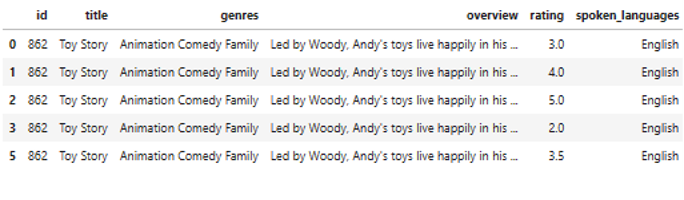 id title genres overview rating spoken_languages
0 862 Toy Story Animation Comedy Family Led by Woody, Andy's toys live happily in his ... 3.0 English
1 862 Toy Story Animation Comedy Family Led by Woody, Andy's toys live happily in his ... 4.0 English
2 862 Toy Story Animation Comedy Family Led by Woody, Andy's toys live happily in his ... 5.0 English
3 862 Toy Story Animation Comedy Family Led by Woody, Andy's toys live happily in his ... 2.0 English
5 862 Toy Story Animation Comedy Family Led by Woody, Andy's toys live happily in his ... 3.5 English